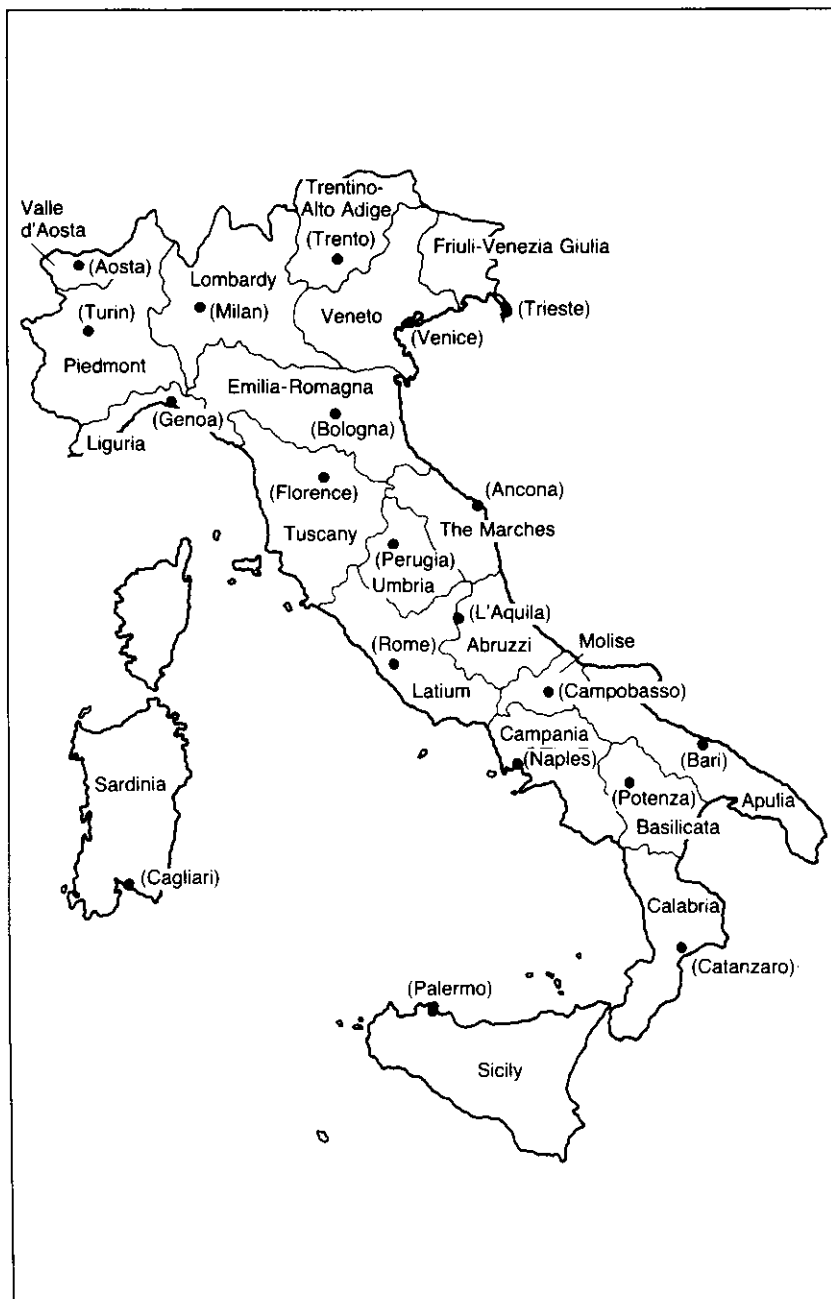 Valle
d'Aosta
(Aosta)
(Turin)
Piedmont
Lombardy
(Milan)
Trentino-
Alto Adige
(Trento)
Friuli-Venezia Giulia
(Trieste)
Veneto
(Venice)
Emilia-Romagna
(Bologna)
(Genoa)
Liguria
(Florence)
Tuscany
(Ancona)
The Marches
(Perugia)
Umbria
(L'Aquila)
Abruzzi
(Rome)
Latium
Molise
(Campobasso)
Campania
(Naples)
(Bari)
Apulia
(Potenza)
Basilicata
Sardinia
(Cagliari)
Calabria
(Catanzaro)
(Palermo)
Sicily